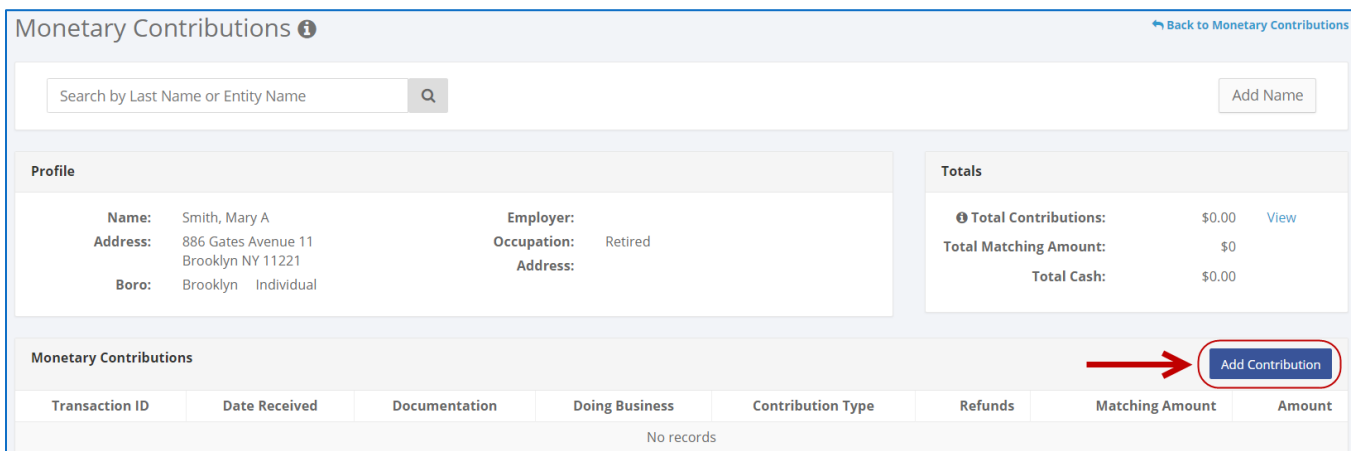 Monetary Contributions
Back to Monetary Contributions
Search by Last Name or Entity Name
Add Name
Profile
Totals
Name: Smith, Mary A Employer:
Total Contributions: $0.00 View
Address: 886 Gates Avenue 11 Occupation: Retired
Brooklyn NY 11221 Address:
Total Matching Amount: $0
Boro: Brooklyn Individual
Total Cash: $0.00
Monetary Contributions
Add Contribution
Transaction ID Date Received Documentation Doing Business Contribution Type Refunds Matching Amount Amount
No records